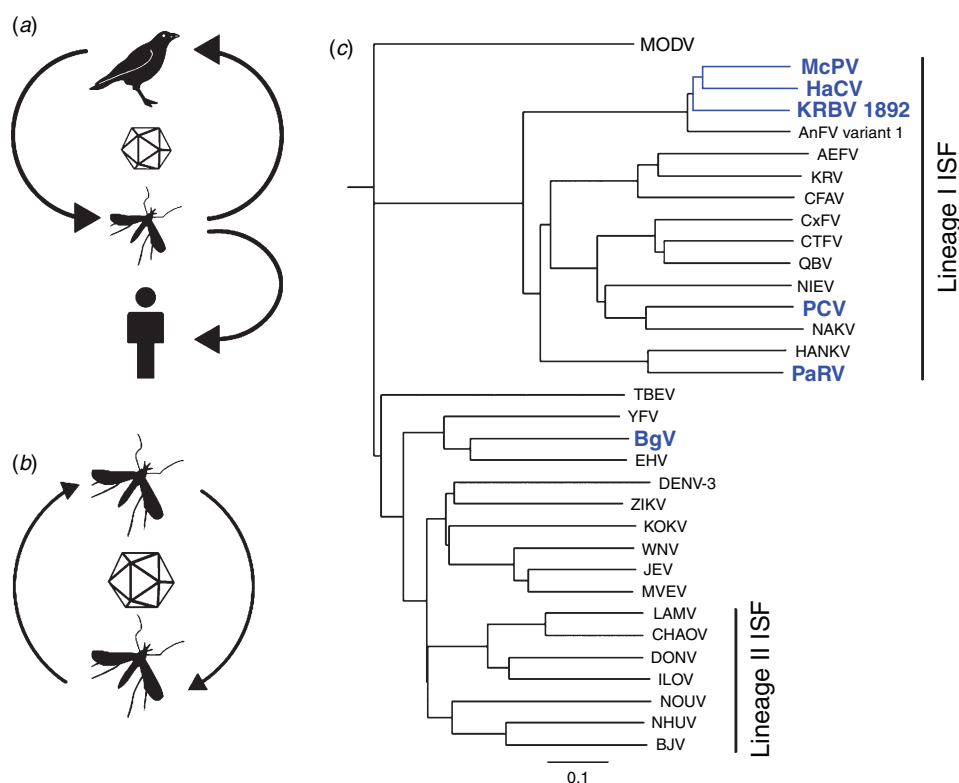 (a)
(b)
(c)
MODV
McPV
HaCV
KRBV 1892
AnFV variant 1
AEFV
KRV
CFAV
CxFV
CTFV
QBV
NIEV
PCV
NAKV
HANKV
PaRV
TBEV
YFV
BgV
EHV
DENV-3
ZIKV
KOKV
WNV
JEV
MVEV
LAMV
CHAOV
DONV
ILOV
NOUV
NHUV
BJV
0.1
Lineage I ISF
Lineage II ISF